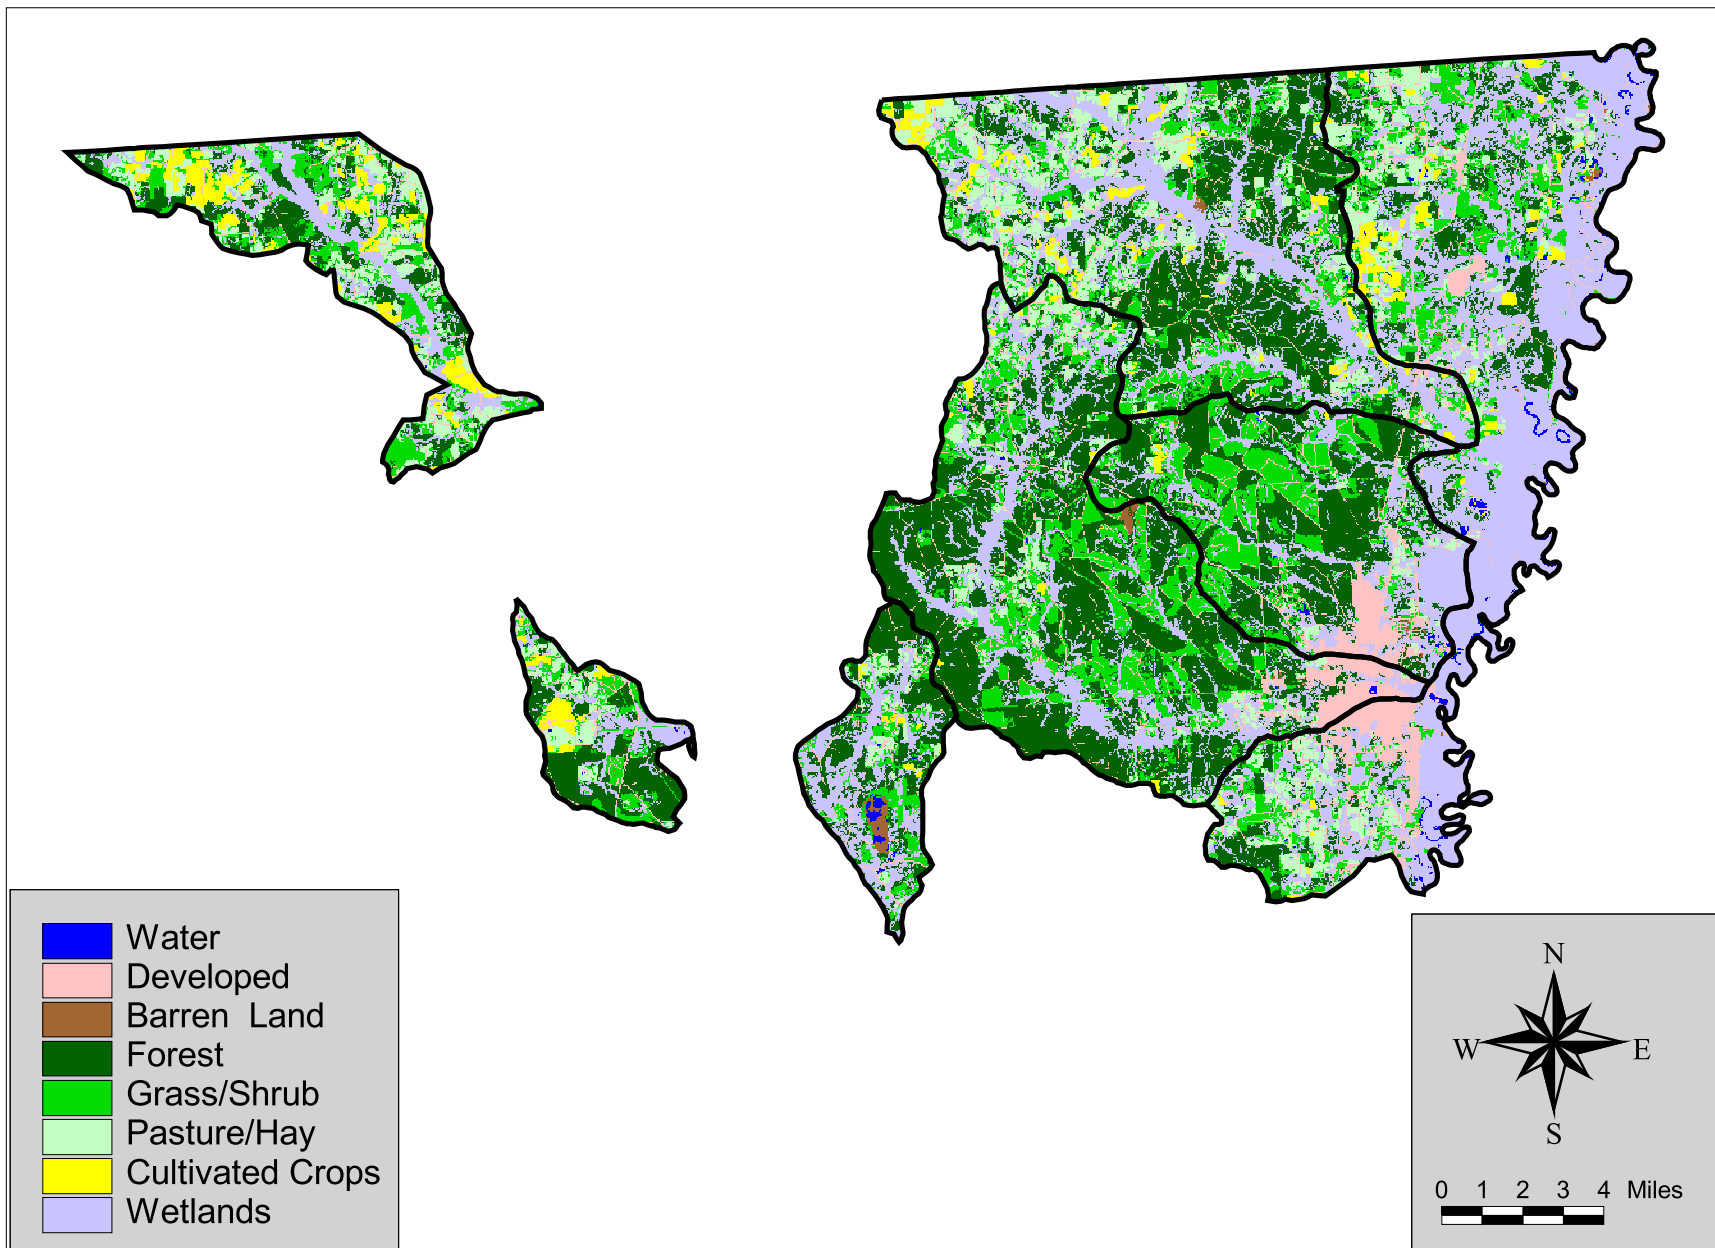 Water
Developed
Barren Land
Forest
Grass/Shrub
Pasture/Hay
Cultivated Crops
Wetlands
N
W E
S
0 1 2 3 4 Miles